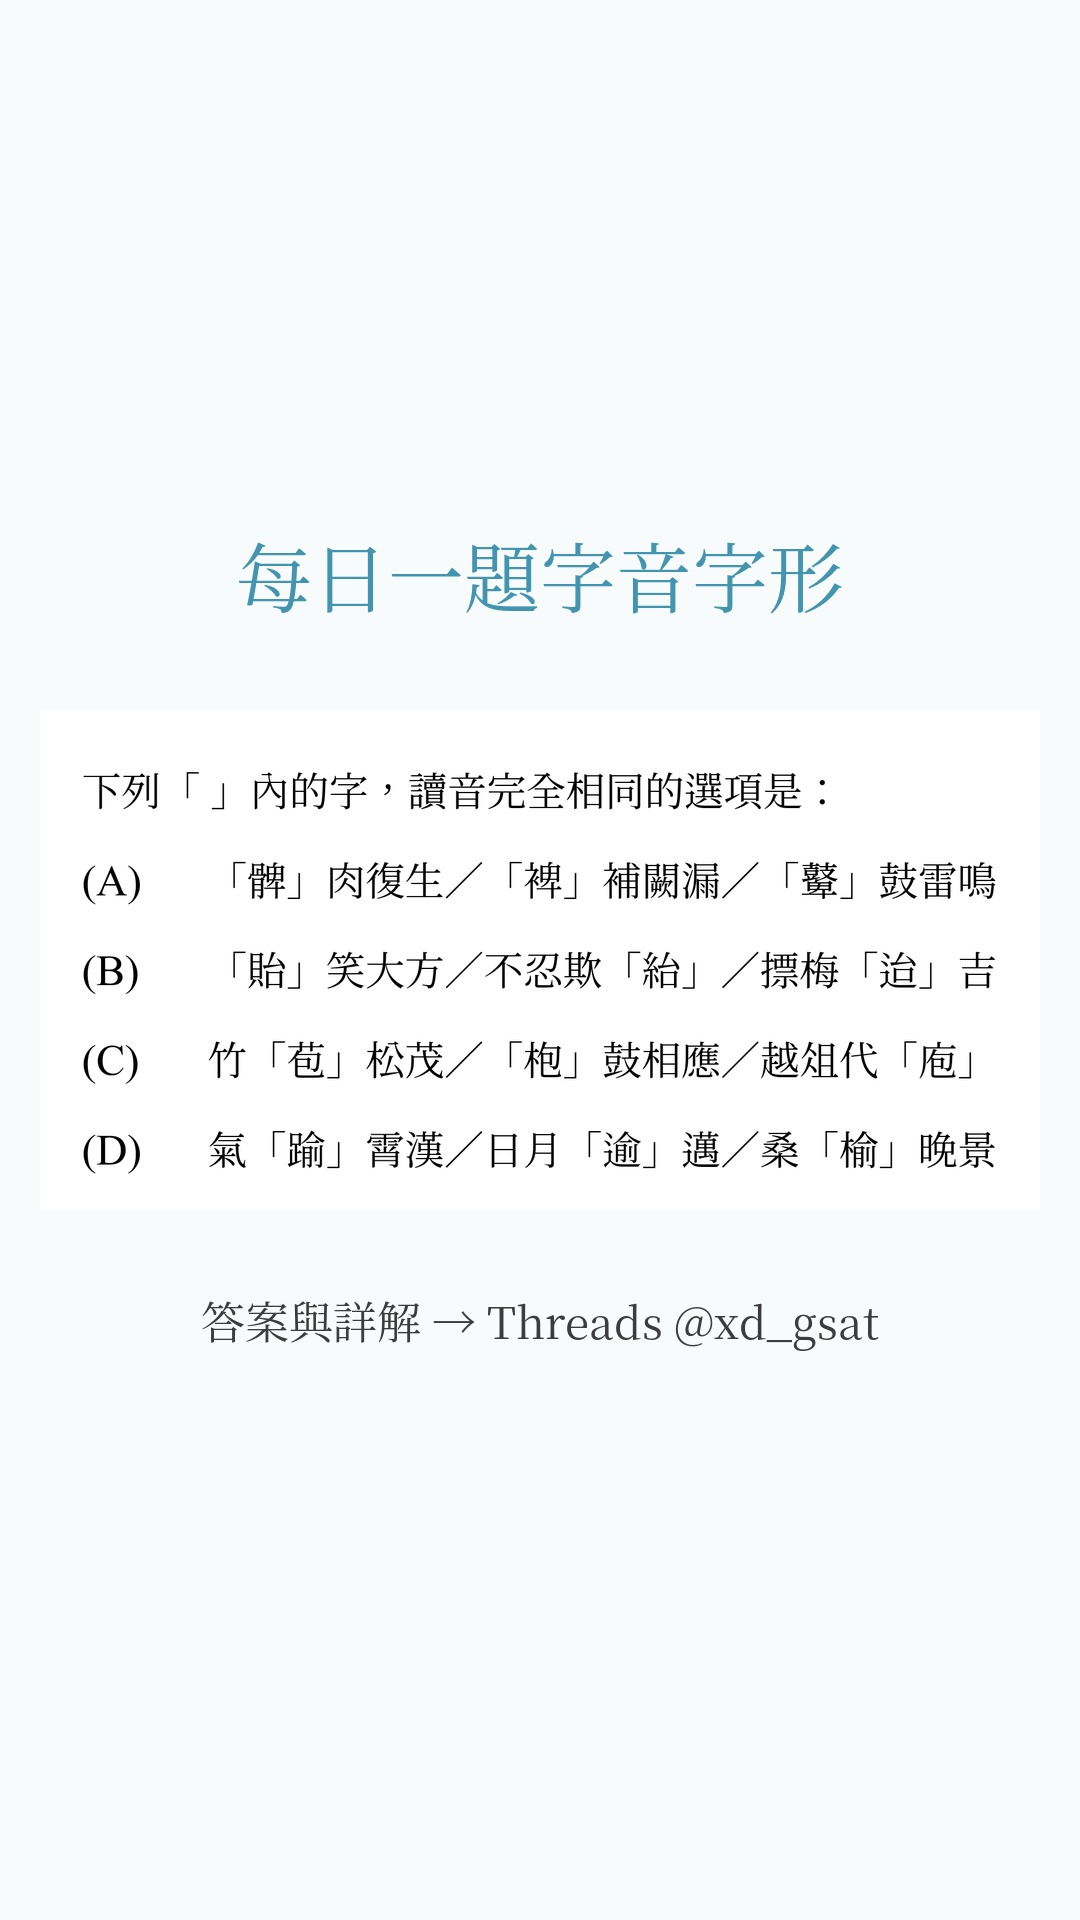 每日一題字音字形
下列「 」內的字，讀音完全相同的選項是：
(A) 「髀」肉復生／「裨」補闕漏／「鼙」鼓雷鳴
(B) 「貽」笑大方／不忍欺「紿」／摽梅「迨」吉
(C) 竹「苞」松茂／「枹」鼓相應／越俎代「庖」
(D) 氣「踰」霄漢／日月「逾」邁／桑「榆」晚景
答案與詳解 → Threads @xd_gsat